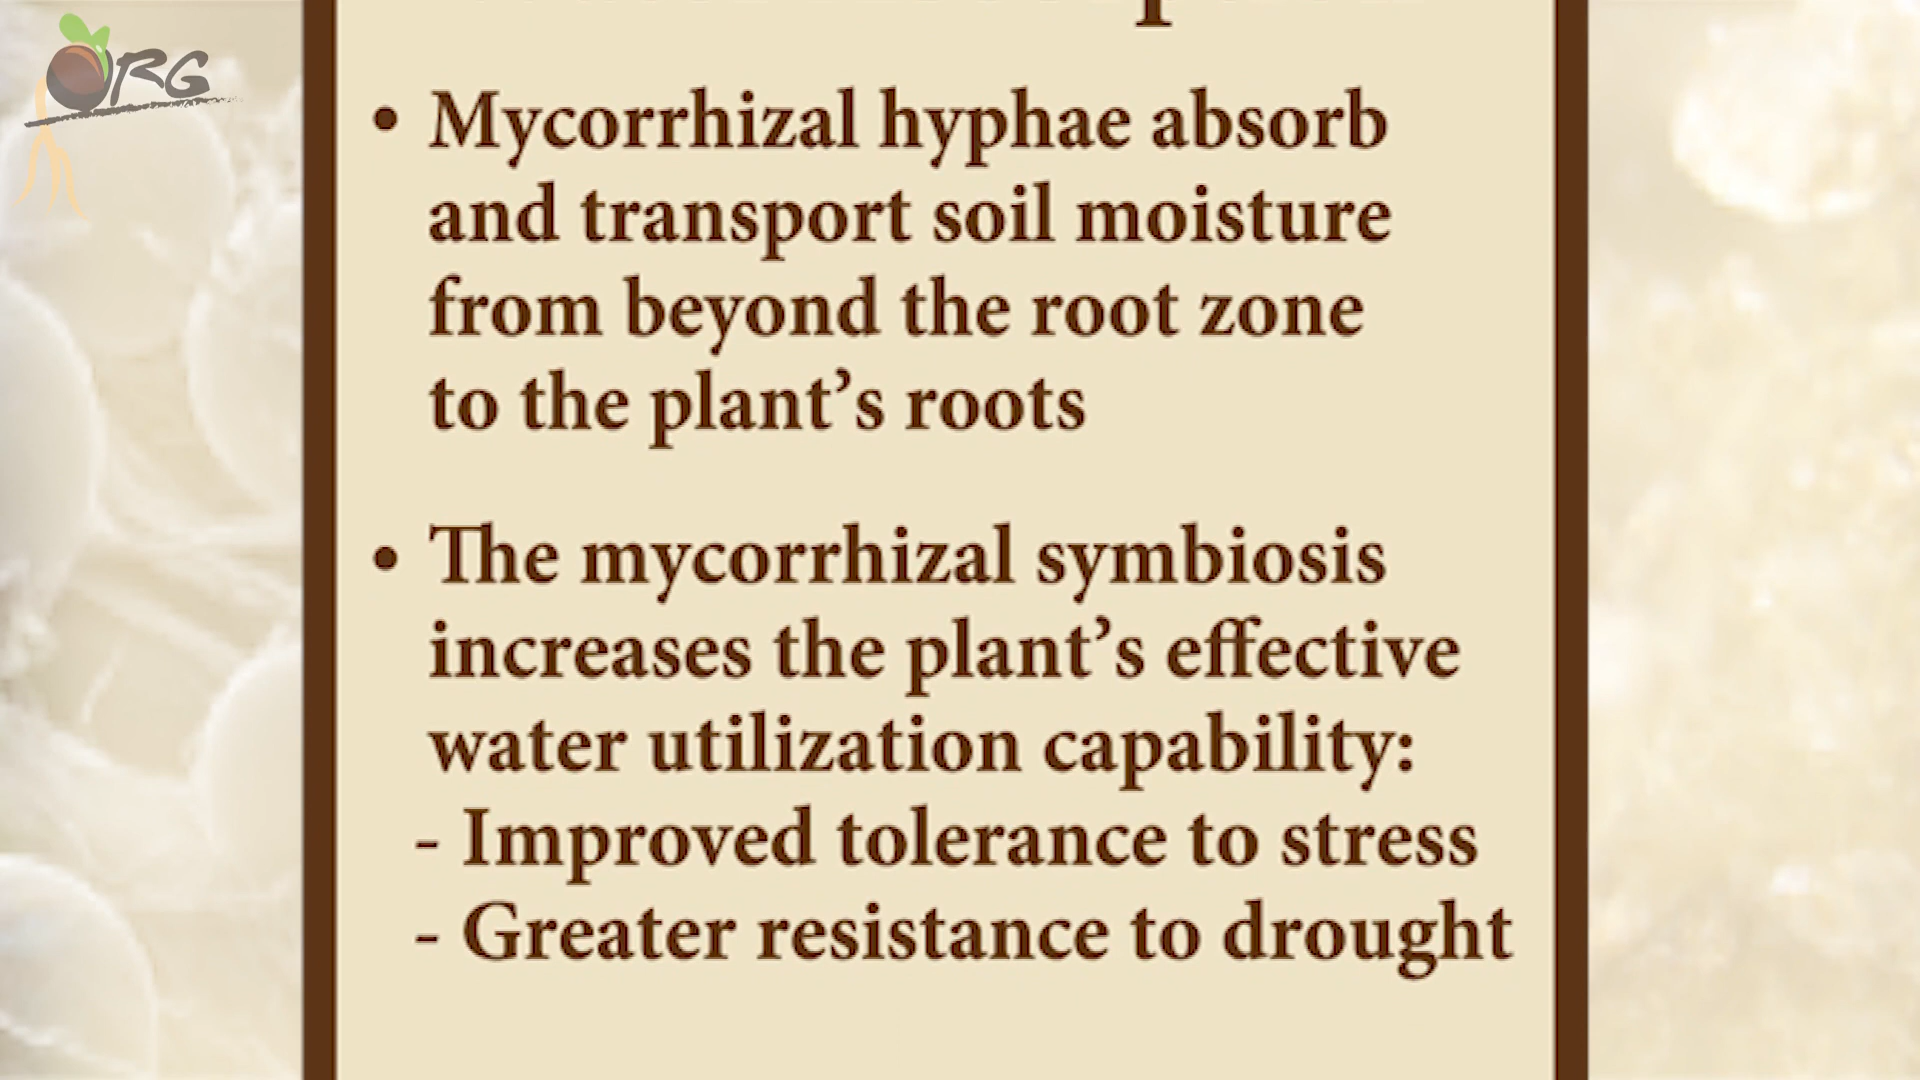 ORG
• Mycorrhizal hyphae absorb
and transport soil moisture
from beyond the root zone
to the plant’s roots
• The mycorrhizal symbiosis
increases the plant’s effective
water utilization capability:
- Improved tolerance to stress
- Greater resistance to drought